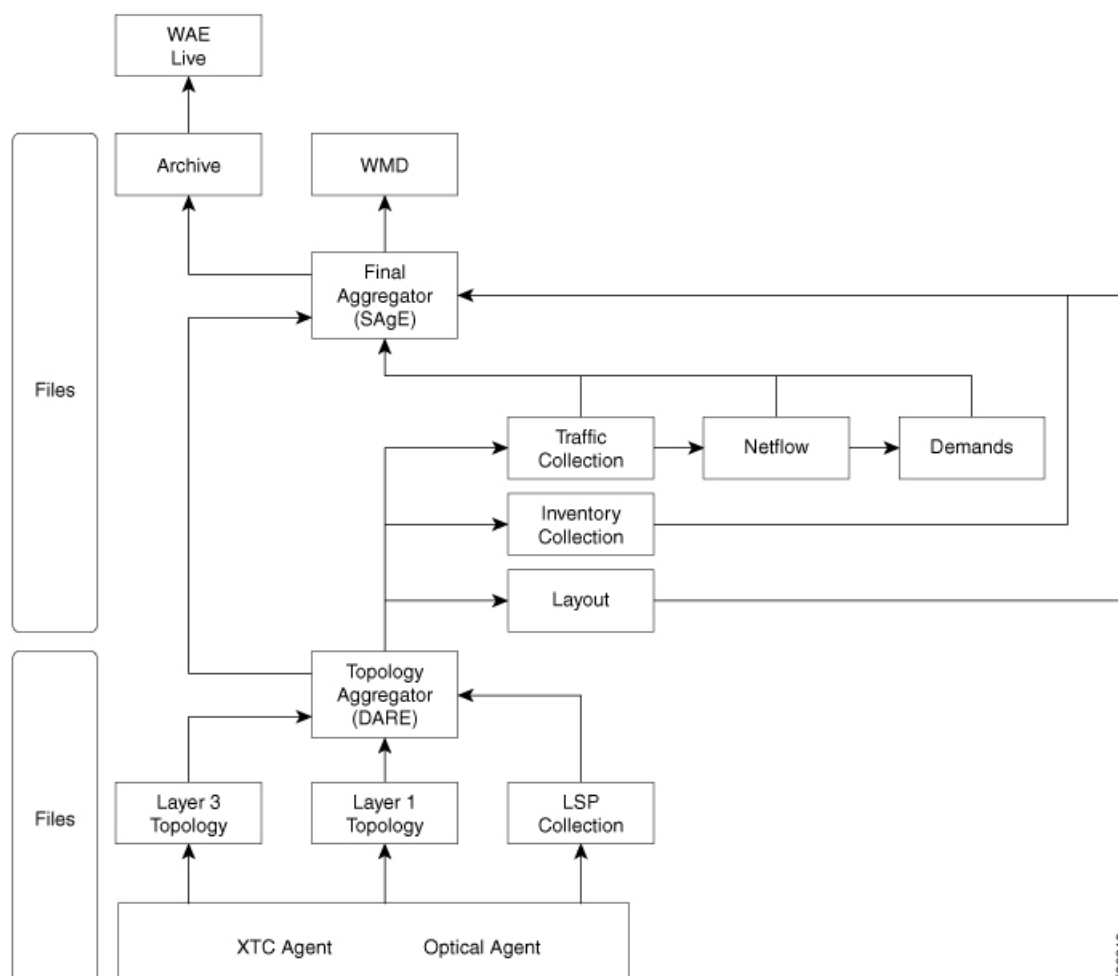 WAE
Live
Archive
WMD
Final
Aggregator
(SAgE)
Files
Traffic
Collection
Netflow
Demands
Inventory
Collection
Layout
Topology
Aggregator
(DARE)
Files
Layer 3
Topology
Layer 1
Topology
LSP
Collection
XTC Agent
Optical Agent